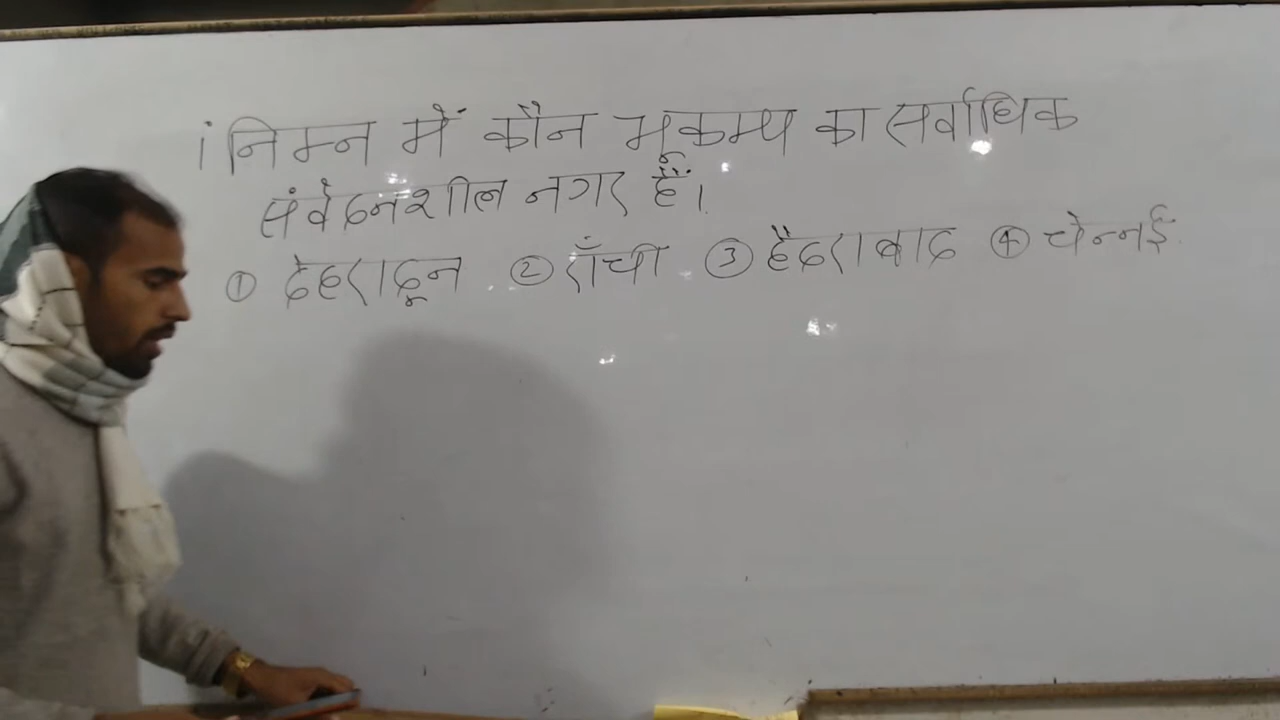 i निम्न में कौन भूकम्प का सर्वाधिक
संवेदनशील नगर हैं।
① देहरादून ② राँची ③ हैदराबाद ④ चेन्नई